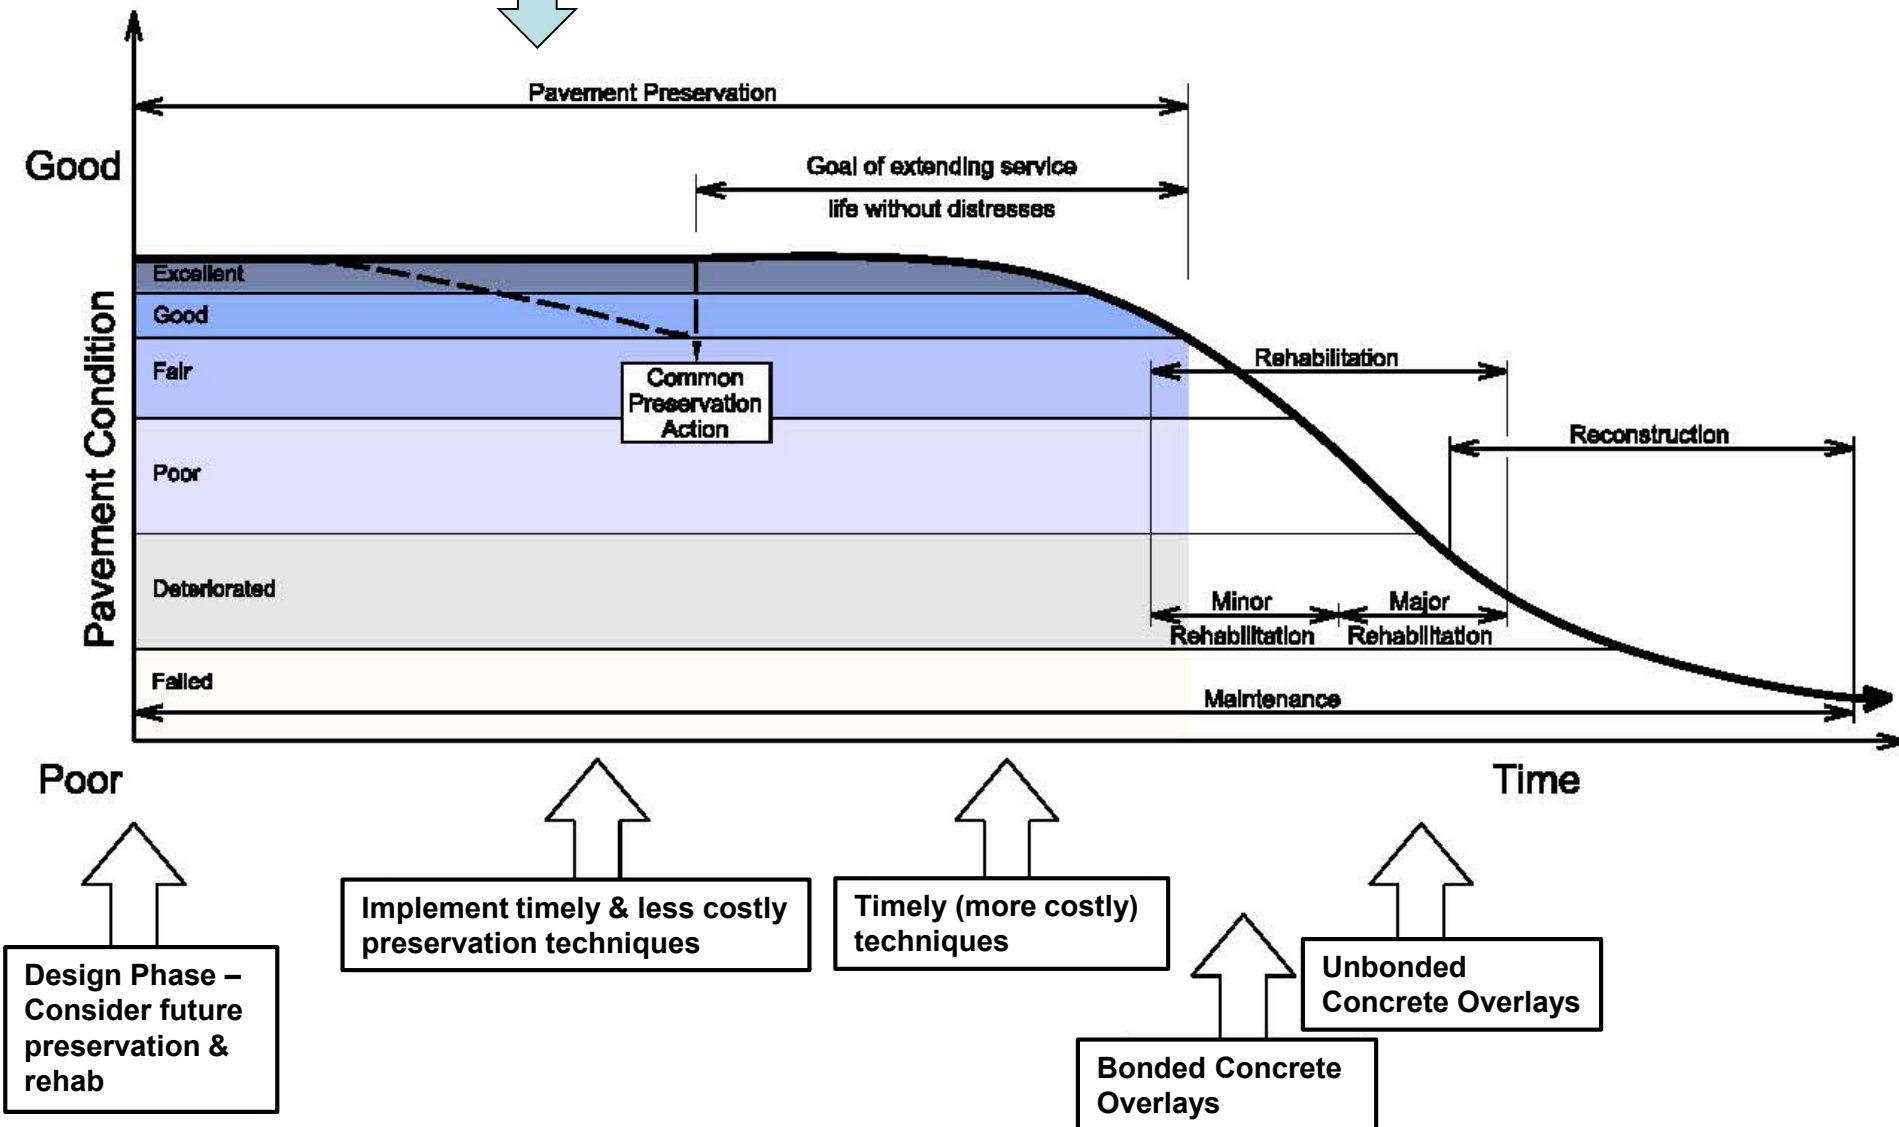 Pavement Preservation
Good
Goal of extending service
life without distresses
Pavement Condition
Excellent
Good
Fair
Poor
Deteriorated
Failed
Common
Preservation
Action
Rehabilitation
Reconstruction
Minor
Rehabilitation
Major
Rehabilitation
Maintenance
Poor
Time
Design Phase –
Consider future
preservation &
rehab
Implement timely & less costly
preservation techniques
Timely (more costly)
techniques
Bonded Concrete
Overlays
Unbonded
Concrete Overlays